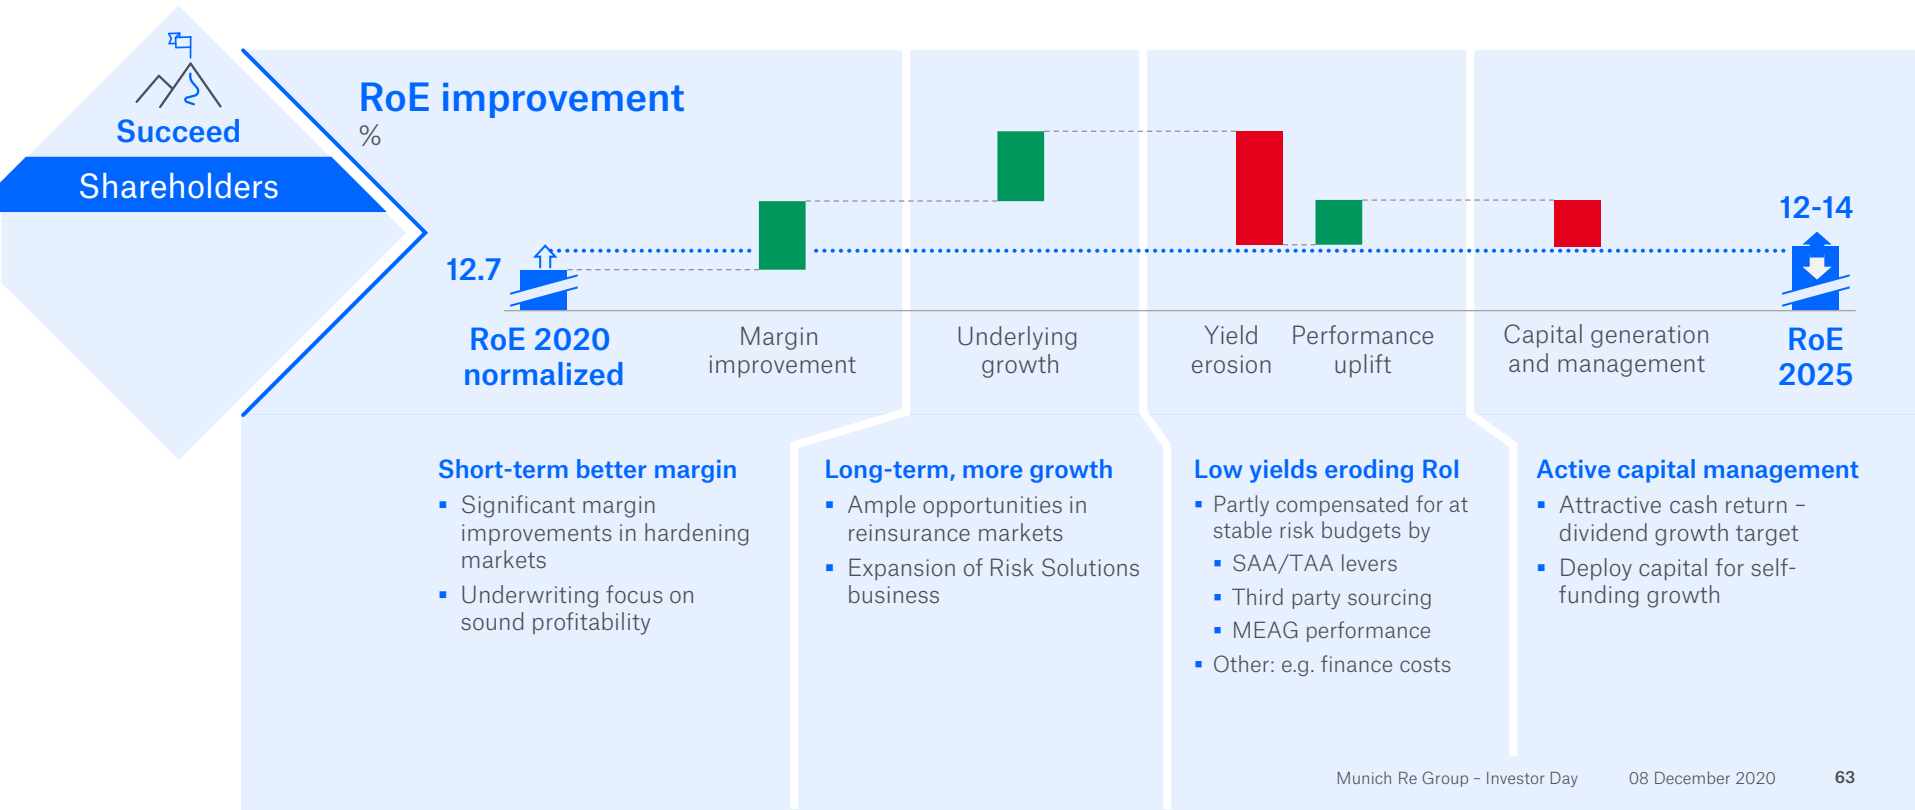 Succeed
Shareholders
RoE improvement
%
12.7
12-14
RoE 2020
normalized
Margin
improvement
Underlying
growth
Yield
erosion
Performance
uplift
Capital generation
and management
RoE
2025
Short-term better margin
▪ Significant margin
improvements in hardening
markets
▪ Underwriting focus on
sound profitability
Long-term, more growth
▪ Ample opportunities in
reinsurance markets
▪ Expansion of Risk Solutions
business
Low yields eroding RoI
▪ Partly compensated for at
stable risk budgets by
▪ SAA/TAA levers
▪ Third party sourcing
▪ MEAG performance
▪ Other: e.g. finance costs
Active capital management
▪ Attractive cash return –
dividend growth target
▪ Deploy capital for self-
funding growth
Munich Re Group – Investor Day 08 December 2020 63